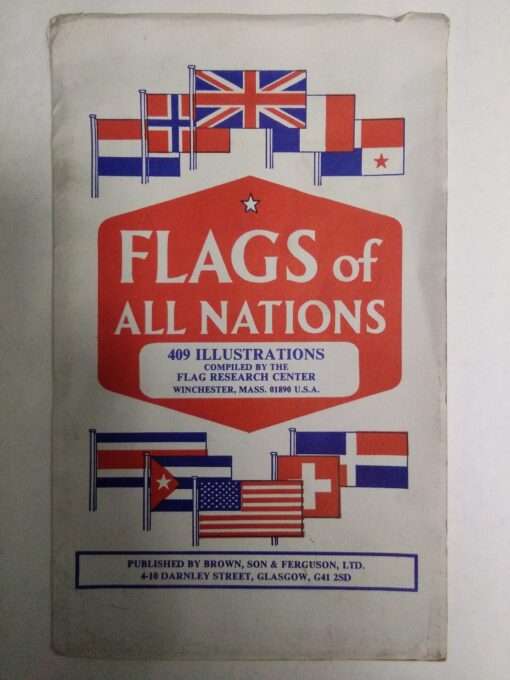 FLAGS of
ALL NATIONS
409 ILLUSTRATIONS
COMPILED BY THE
FLAG RESEARCH CENTER
WINCHESTER, MASS. 01890 U.S.A.
PUBLISHED BY BROWN, SON & FERGUSON, LTD.
4-10 DARNLEY STREET, GLASGOW, G41 2SD